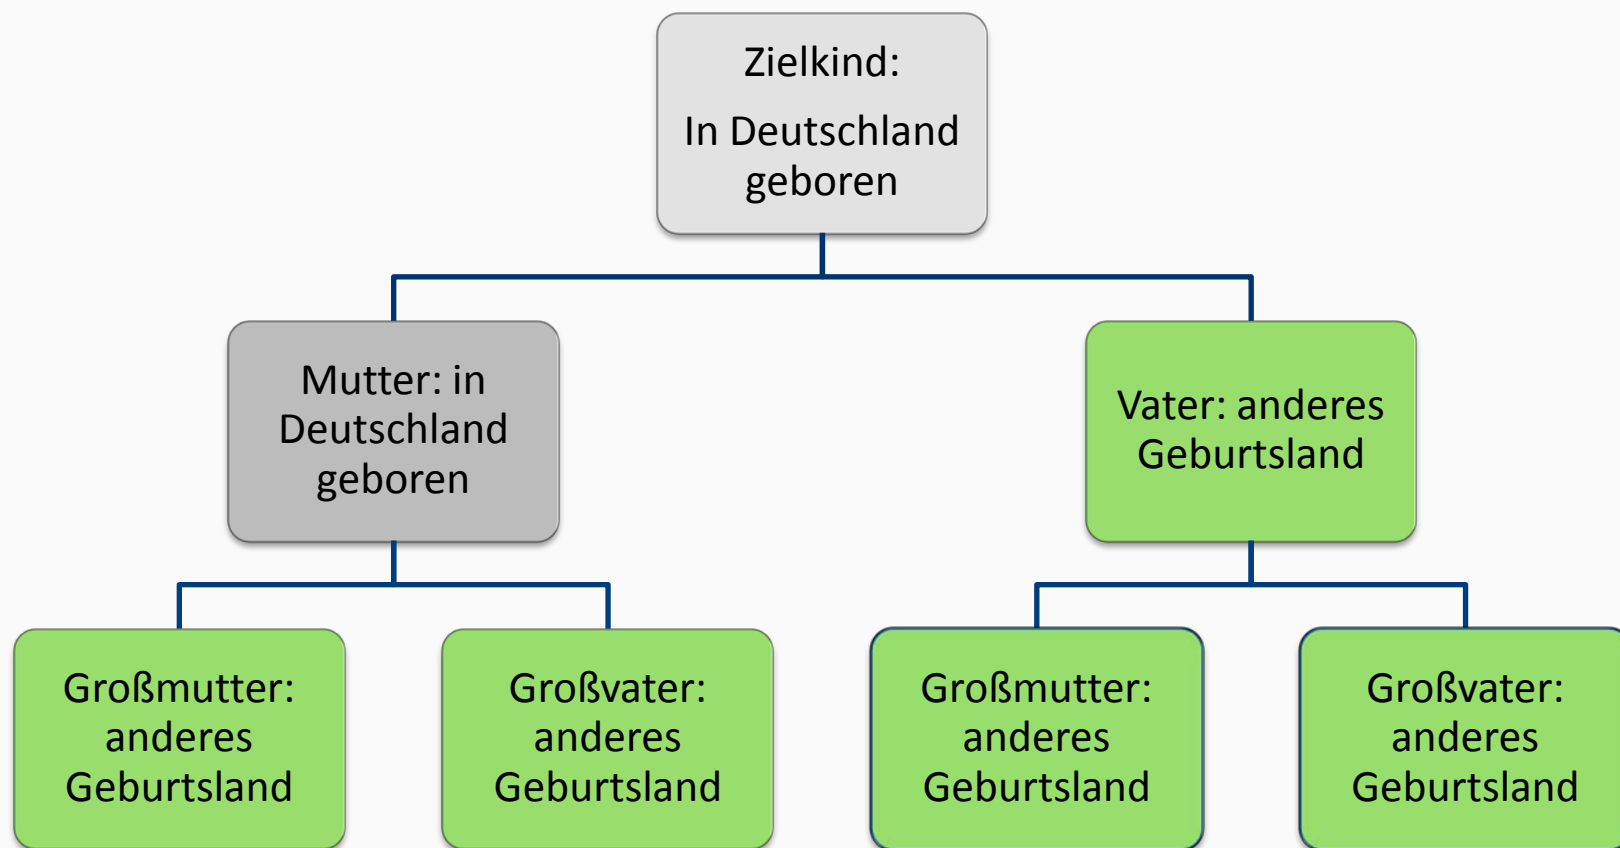 Zielkind:
In Deutschland
geboren
Mutter: in
Deutschland
geboren
Vater: anderes
Geburtsland
Großmutter:
anderes
Geburtsland
Großvater:
anderes
Geburtsland
Großmutter:
anderes
Geburtsland
Großvater:
anderes
Geburtsland